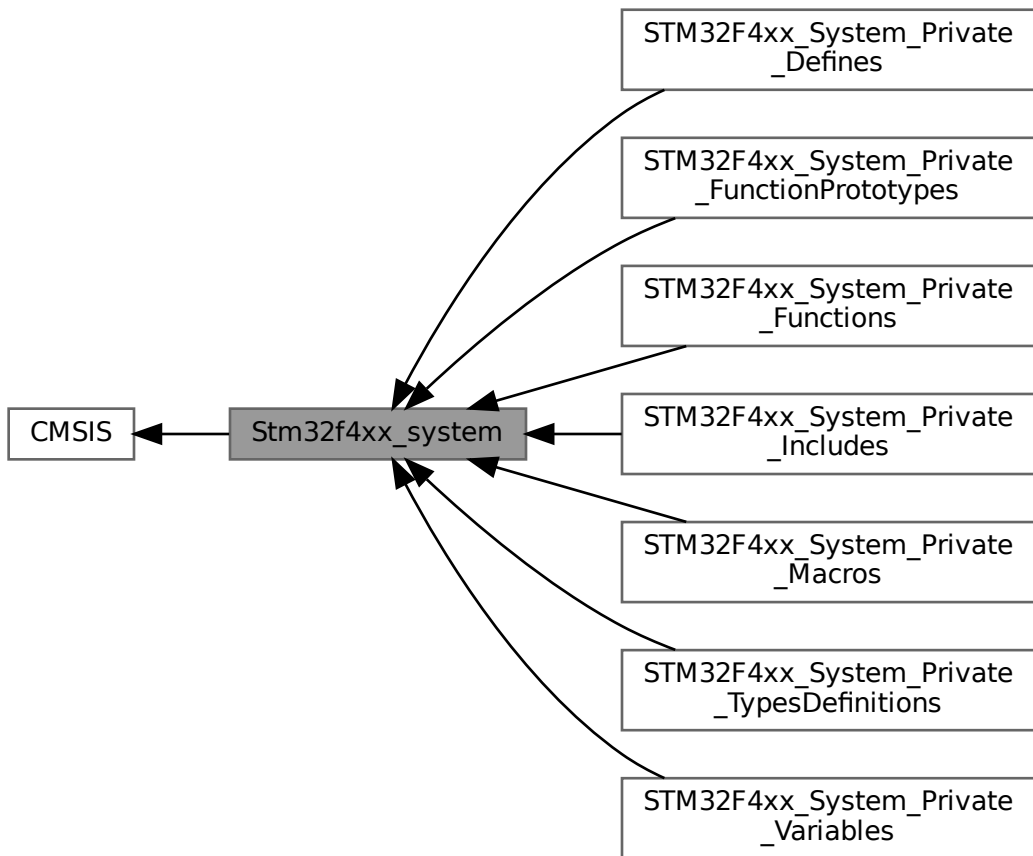 STM32F4xx_System_Private
_Defines
STM32F4xx_System_Private
_FunctionPrototypes
STM32F4xx_System_Private
_Functions
CMSIS
Stm32f4xx_system
STM32F4xx_System_Private
_Includes
STM32F4xx_System_Private
_Macros
STM32F4xx_System_Private
_TypesDefinitions
STM32F4xx_System_Private
_Variables